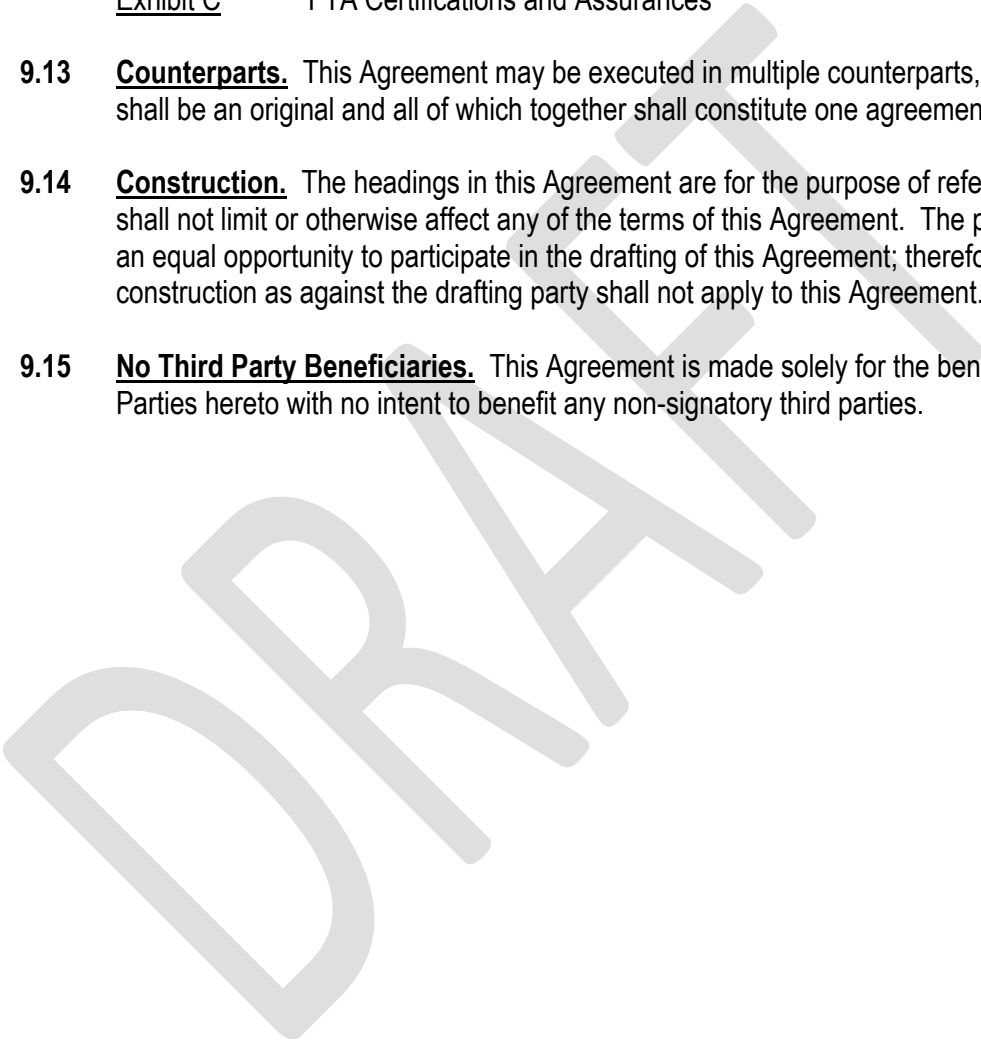 Exhibit C FTA Certifications and Assurances
9.13 Counterparts. This Agreement may be executed in multiple counterparts,
shall be an original and all of which together shall constitute one agreemen
9.14 Construction. The headings in this Agreement are for the purpose of refe
shall not limit or otherwise affect any of the terms of this Agreement. The p
an equal opportunity to participate in the drafting of this Agreement; therefo
construction as against the drafting party shall not apply to this Agreement.
9.15 No Third Party Beneficiaries. This Agreement is made solely for the ben
Parties hereto with no intent to benefit any non-signatory third parties.
DRAFT